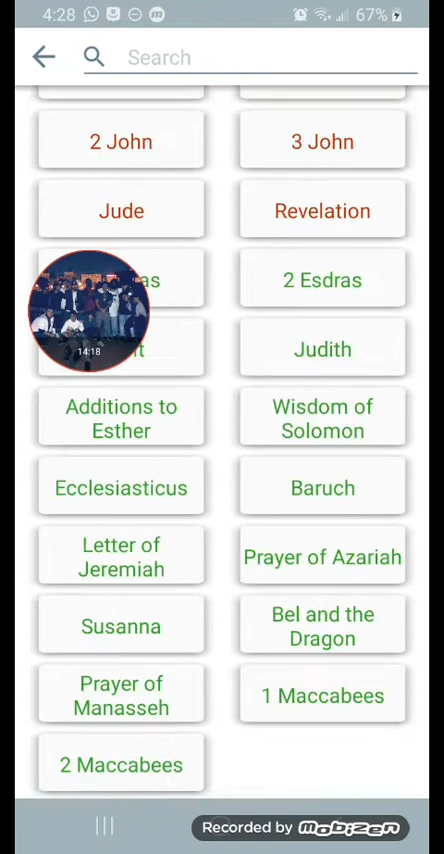 4:28 67%
Search
2 John
3 John
Jude
Revelation
as
2 Esdras
14:18
t
Judith
Additions to
Esther
Wisdom of
Solomon
Ecclesiasticus
Baruch
Letter of
Jeremiah
Prayer of Azariah
Susanna
Bel and the
Dragon
Prayer of
Manasseh
1 Maccabees
2 Maccabees
Recorded by Mobizen